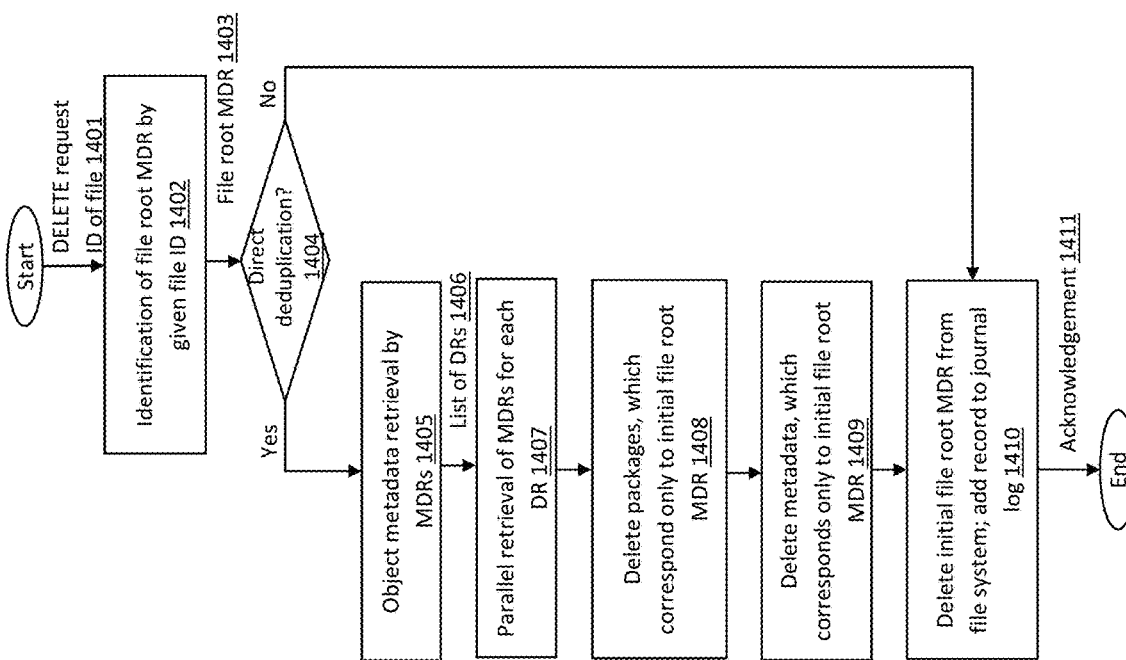 Start
DELETE request
ID of file 1401
Identification of file root MDR by
given file ID 1402
File root MDR 1403
Direct
deduplication?
1404
No
Yes
Object metadata retrieval by
MDRs 1405
List of DRs 1406
Parallel retrieval of MDRs for each
DR 1407
Delete packages, which
correspond only to initial file root
MDR 1408
Delete metadata, which
corresponds only to initial file root
MDR 1409
Delete initial file root MDR from
file system; add record to journal
log 1410
Acknowledgement 1411
End